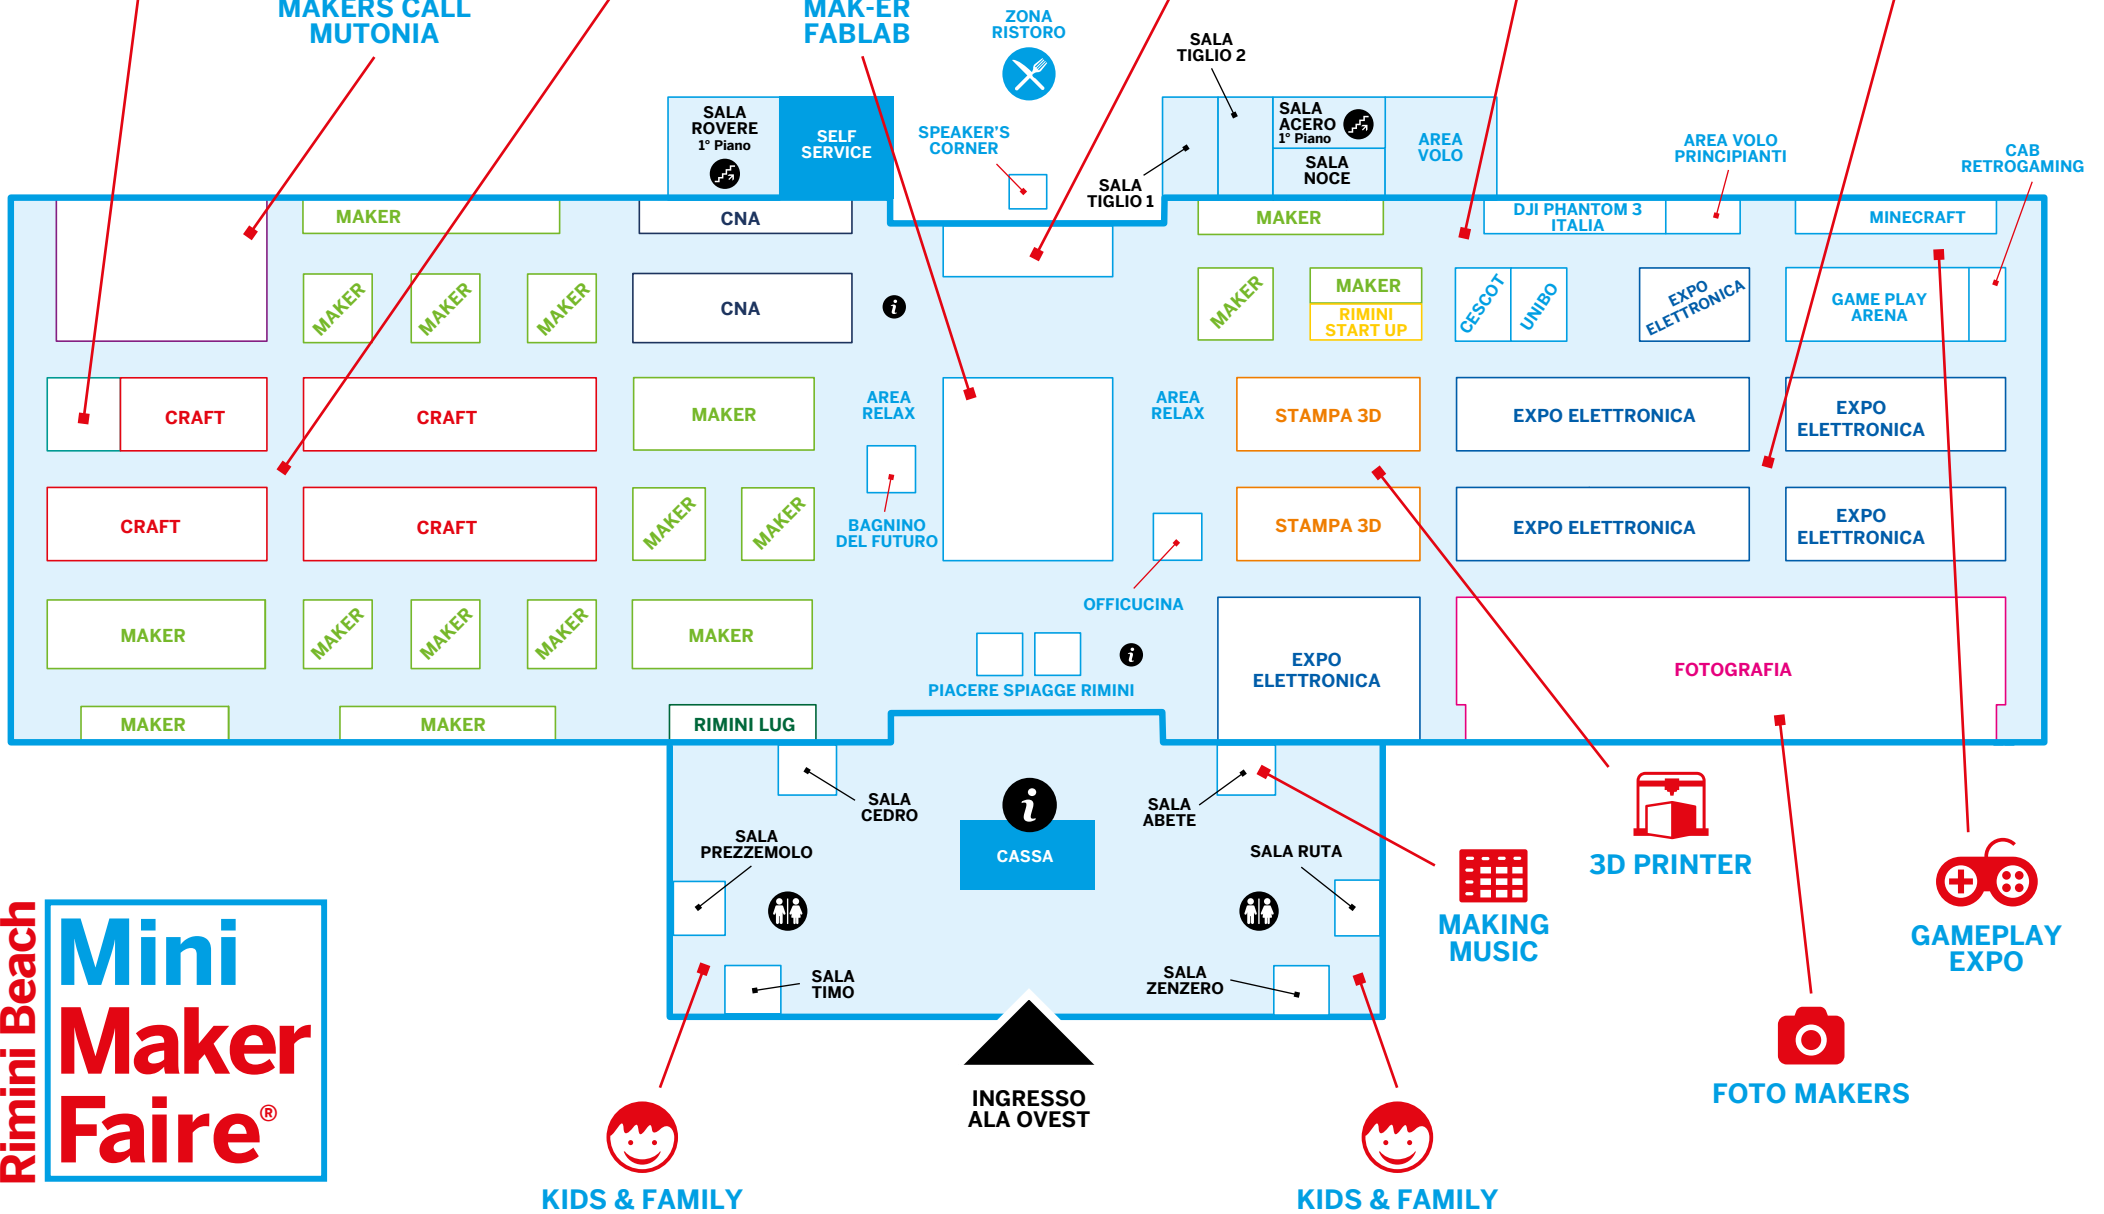 MAKERS CALL
MUTONIA
MAK-ER
FABLAB
ZONA
RISTORO
SALA
TIGLIO 2
SALA
ROVERE
1° Piano
SELF
SERVICE
SPEAKER'S
CORNER
SALA
TIGLIO 1
SALA
ACERO
1° Piano
SALA
NOCE
AREA
VOLO
AREA VOLO
PRINCIPIANTI
CAB
RETROGAMING
MAKER
CNA
MAKER
DJI PHANTOM 3
ITALIA
MINECRAFT
MAKER
MAKER
MAKER
CNA
i
MAKER
MAKER
RIMINI
START UP
CESCOT
UNIBO
EXPO
ELETTRONICA
GAME PLAY
ARENA
CRAFT
CRAFT
MAKER
AREA
RELAX
AREA
RELAX
STAMPA 3D
EXPO ELETTRONICA
EXPO
ELETTRONICA
CRAFT
CRAFT
MAKER
MAKER
BAGNINO
DEL FUTURO
STAMPA 3D
EXPO ELETTRONICA
EXPO
ELETTRONICA
OFFICUCINA
MAKER
MAKER
MAKER
MAKER
MAKER
i
PIACERE SPIAGGE RIMINI
EXPO
ELETTRONICA
FOTOGRAFIA
MAKER
MAKER
RIMINI LUG
SALA
CEDRO
i
CASSA
SALA
ABETE
SALA
PREZZEMOLO
SALA RUTA
3D PRINTER
MAKING
MUSIC
GAMEPLAY
EXPO
SALA
TIMO
SALA
ZENZERO
INGRESSO
ALA OVEST
FOTO MAKERS
KIDS & FAMILY
KIDS & FAMILY
Rimini Beach
Mini
Maker
Faire®